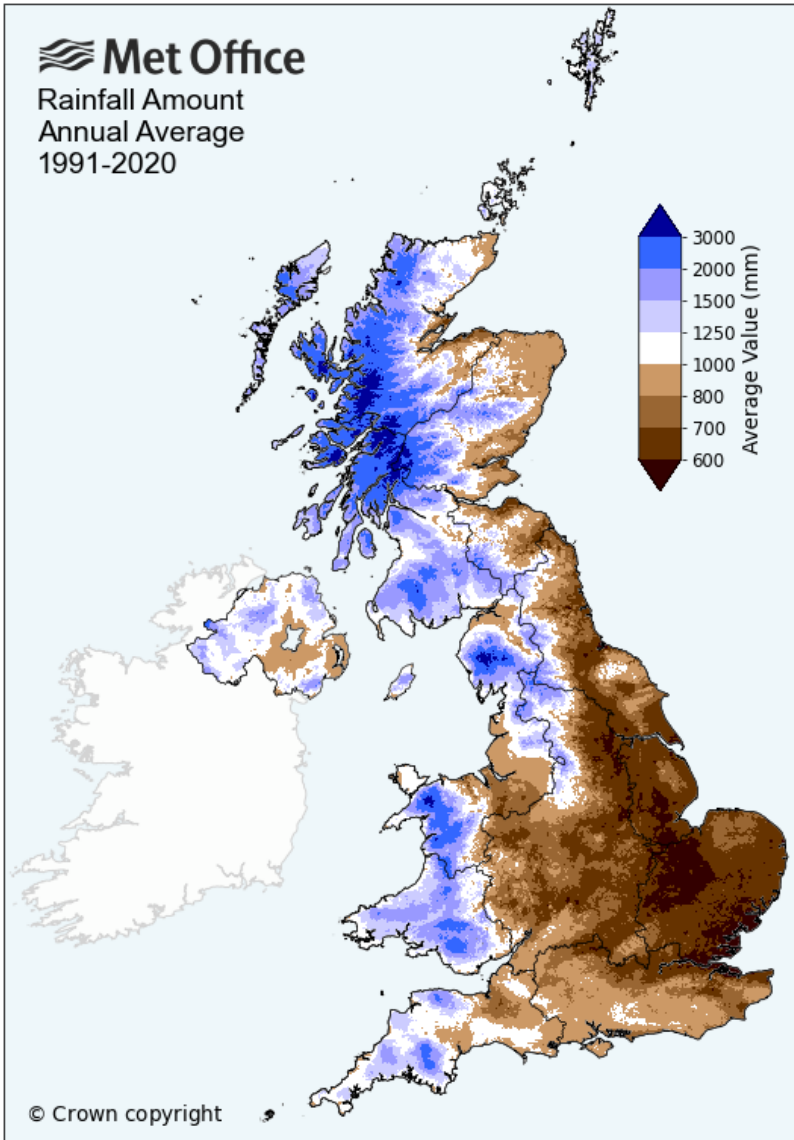 Met Office
Rainfall Amount
Annual Average
1991-2020
3000
2000
1500
1250
1000
800
700
600
Average Value (mm)
© Crown copyright